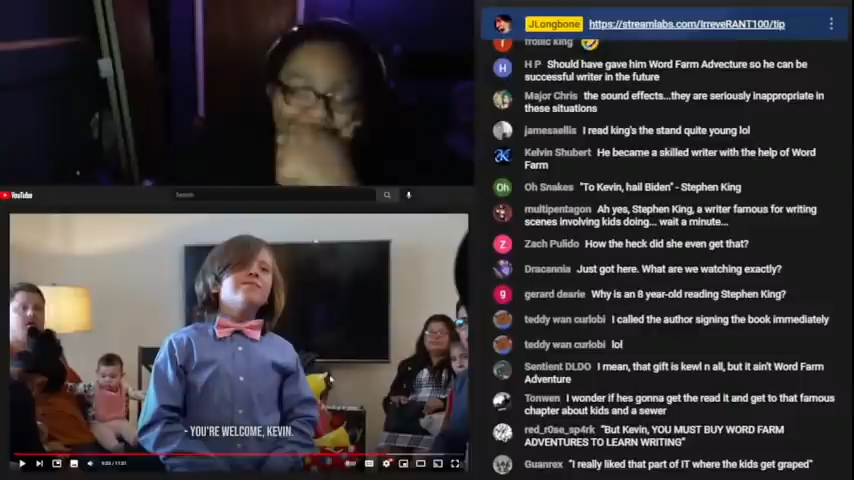 JLongbone https://streamlabs.com/IrreveRANT100/tip
frolic king
H P Should have gave him Word Farm Advecture so he can be
successful writer in the future
Major Chris the sound effects...they are seriously inappropriate in
these situations
jamesaellis I read king's the stand quite young lol
Kelvin Shubert He became a skilled writer with the help of Word
Farm
Oh Oh Snakes "To Kevin, hail Biden" - Stephen King
multipentagon Ah yes, Stephen King, a writer famous for writing
scenes involving kids doing... wait a minute...
Z Zach Pulido How the heck did she even get that?
Dracannia Just got here. What are we watching exactly?
g gerard dearie Why is an 8 year-old reading Stephen King?
teddy wan curlobi I called the author signing the book immediately
teddy wan curlobi lol
Sentient DLDO I mean, that gift is kewl n all, but it ain't Word Farm
Adventure
Tonwen I wonder if hes gonna get the read it and get to that famous
chapter about kids and a sewer
red_r0se_sp4rk "But Kevin, YOU MUST BUY WORD FARM
ADVENTURES TO LEARN WRITING"
Guanrex "I really liked that part of IT where the kids get graped"
YouTube
Search
- YOU'RE WELCOME, KEVIN.